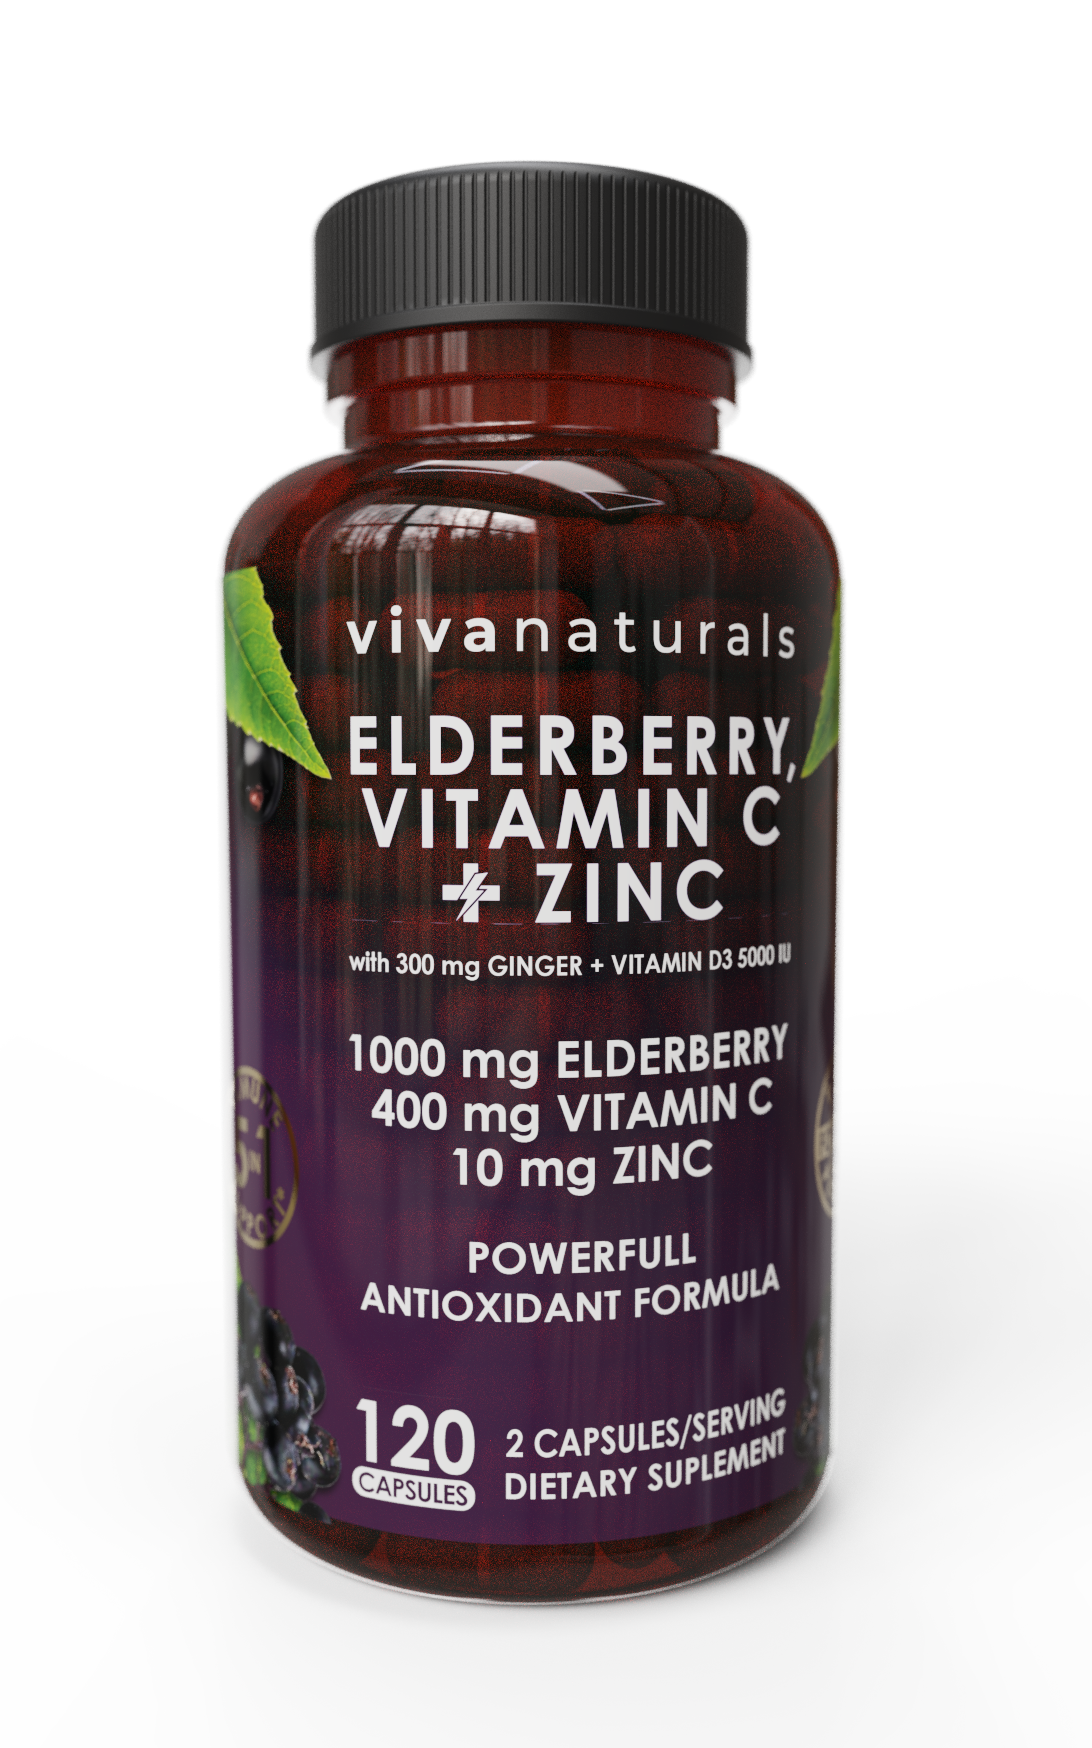 vivanaturals
ELDERBERRY,
VITAMIN C
+ ZINC
with 300 mg GINGER + VITAMIN D3 5000 IU
1000 mg ELDERBERRY
400 mg VITAMIN C
10 mg ZINC
POWERFULL
ANTIOXIDANT FORMULA
120
CAPSULES
2 CAPSULES/SERVING
DIETARY SUPLEMENT